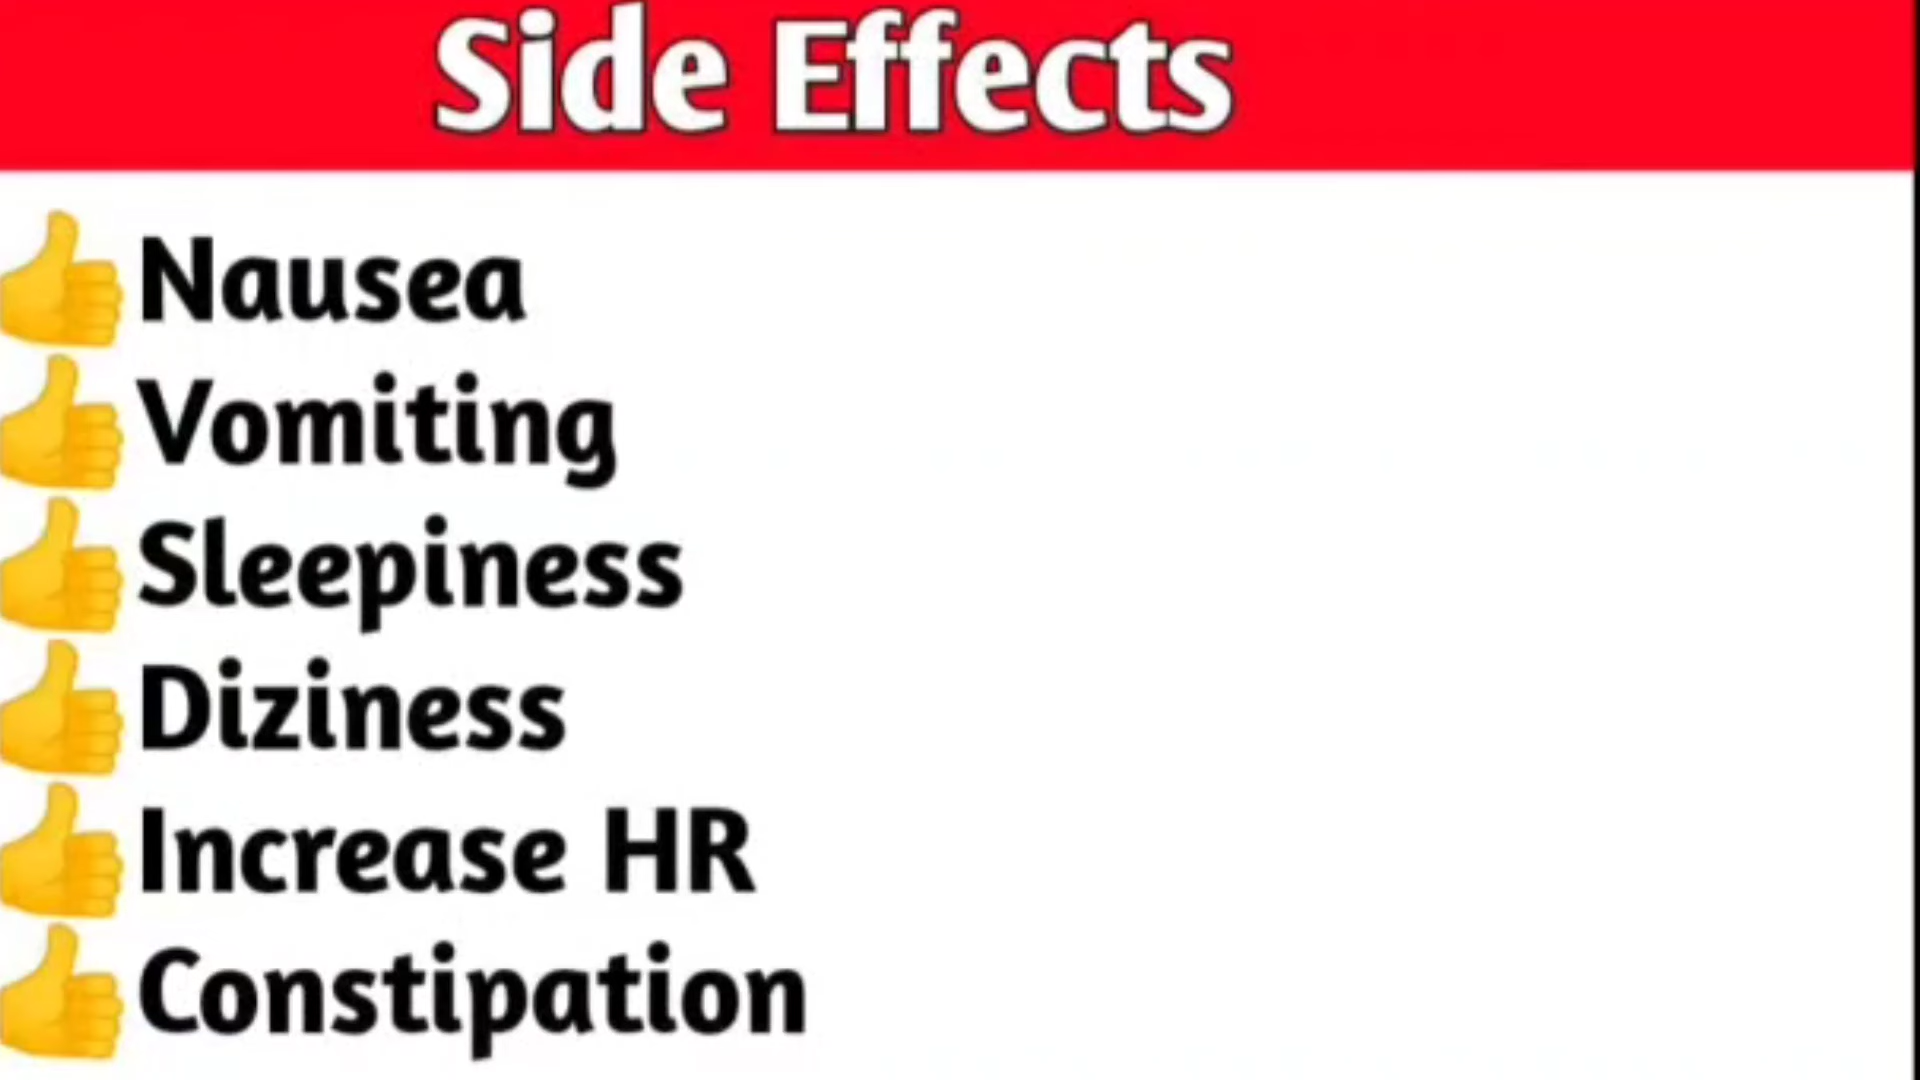 Side Effects
Nausea
Vomiting
Sleepiness
Diziness
Increase HR
Constipation